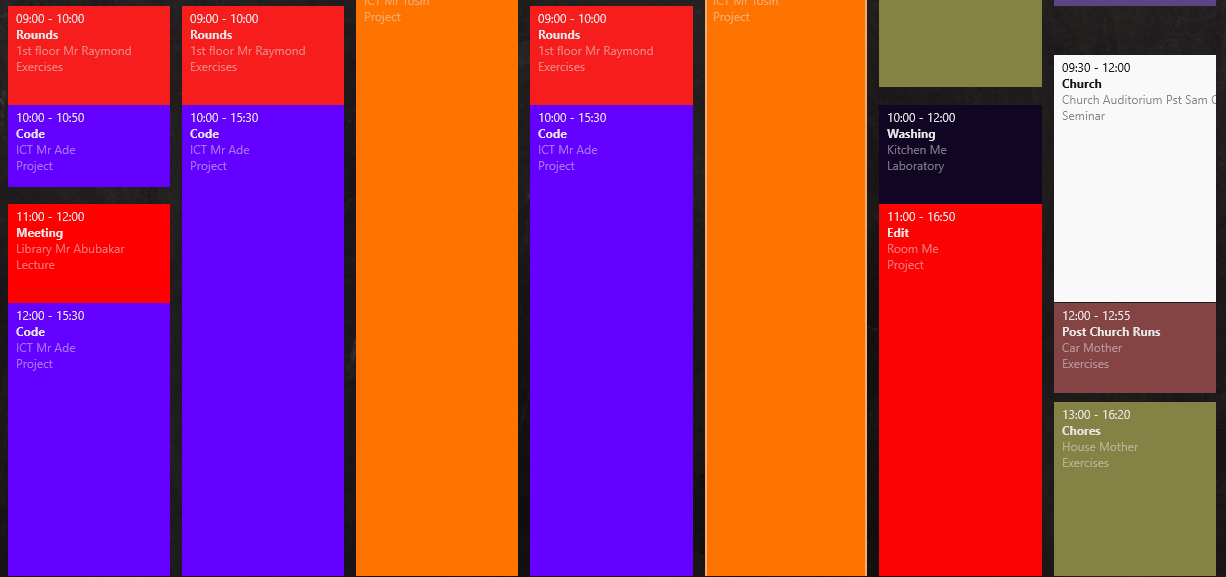 09:00 - 10:00
Rounds
1st floor Mr Raymond
Exercises
10:00 - 10:50
Code
ICT Mr Ade
Project
11:00 - 12:00
Meeting
Library Mr Abubakar
Lecture
12:00 - 15:30
Code
ICT Mr Ade
Project
09:00 - 10:00
Rounds
1st floor Mr Raymond
Exercises
10:00 - 15:30
Code
ICT Mr Ade
Project
ICT Mr Tosin
Project
09:00 - 10:00
Rounds
1st floor Mr Raymond
Exercises
10:00 - 15:30
Code
ICT Mr Ade
Project
ICT Mr Tosin
Project
10:00 - 12:00
Washing
Kitchen Me
Laboratory
11:00 - 16:50
Edit
Room Me
Project
09:30 - 12:00
Church
Church Auditorium Pst Sam
Seminar
12:00 - 12:55
Post Church Runs
Car Mother
Exercises
13:00 - 16:20
Chores
House Mother
Exercises